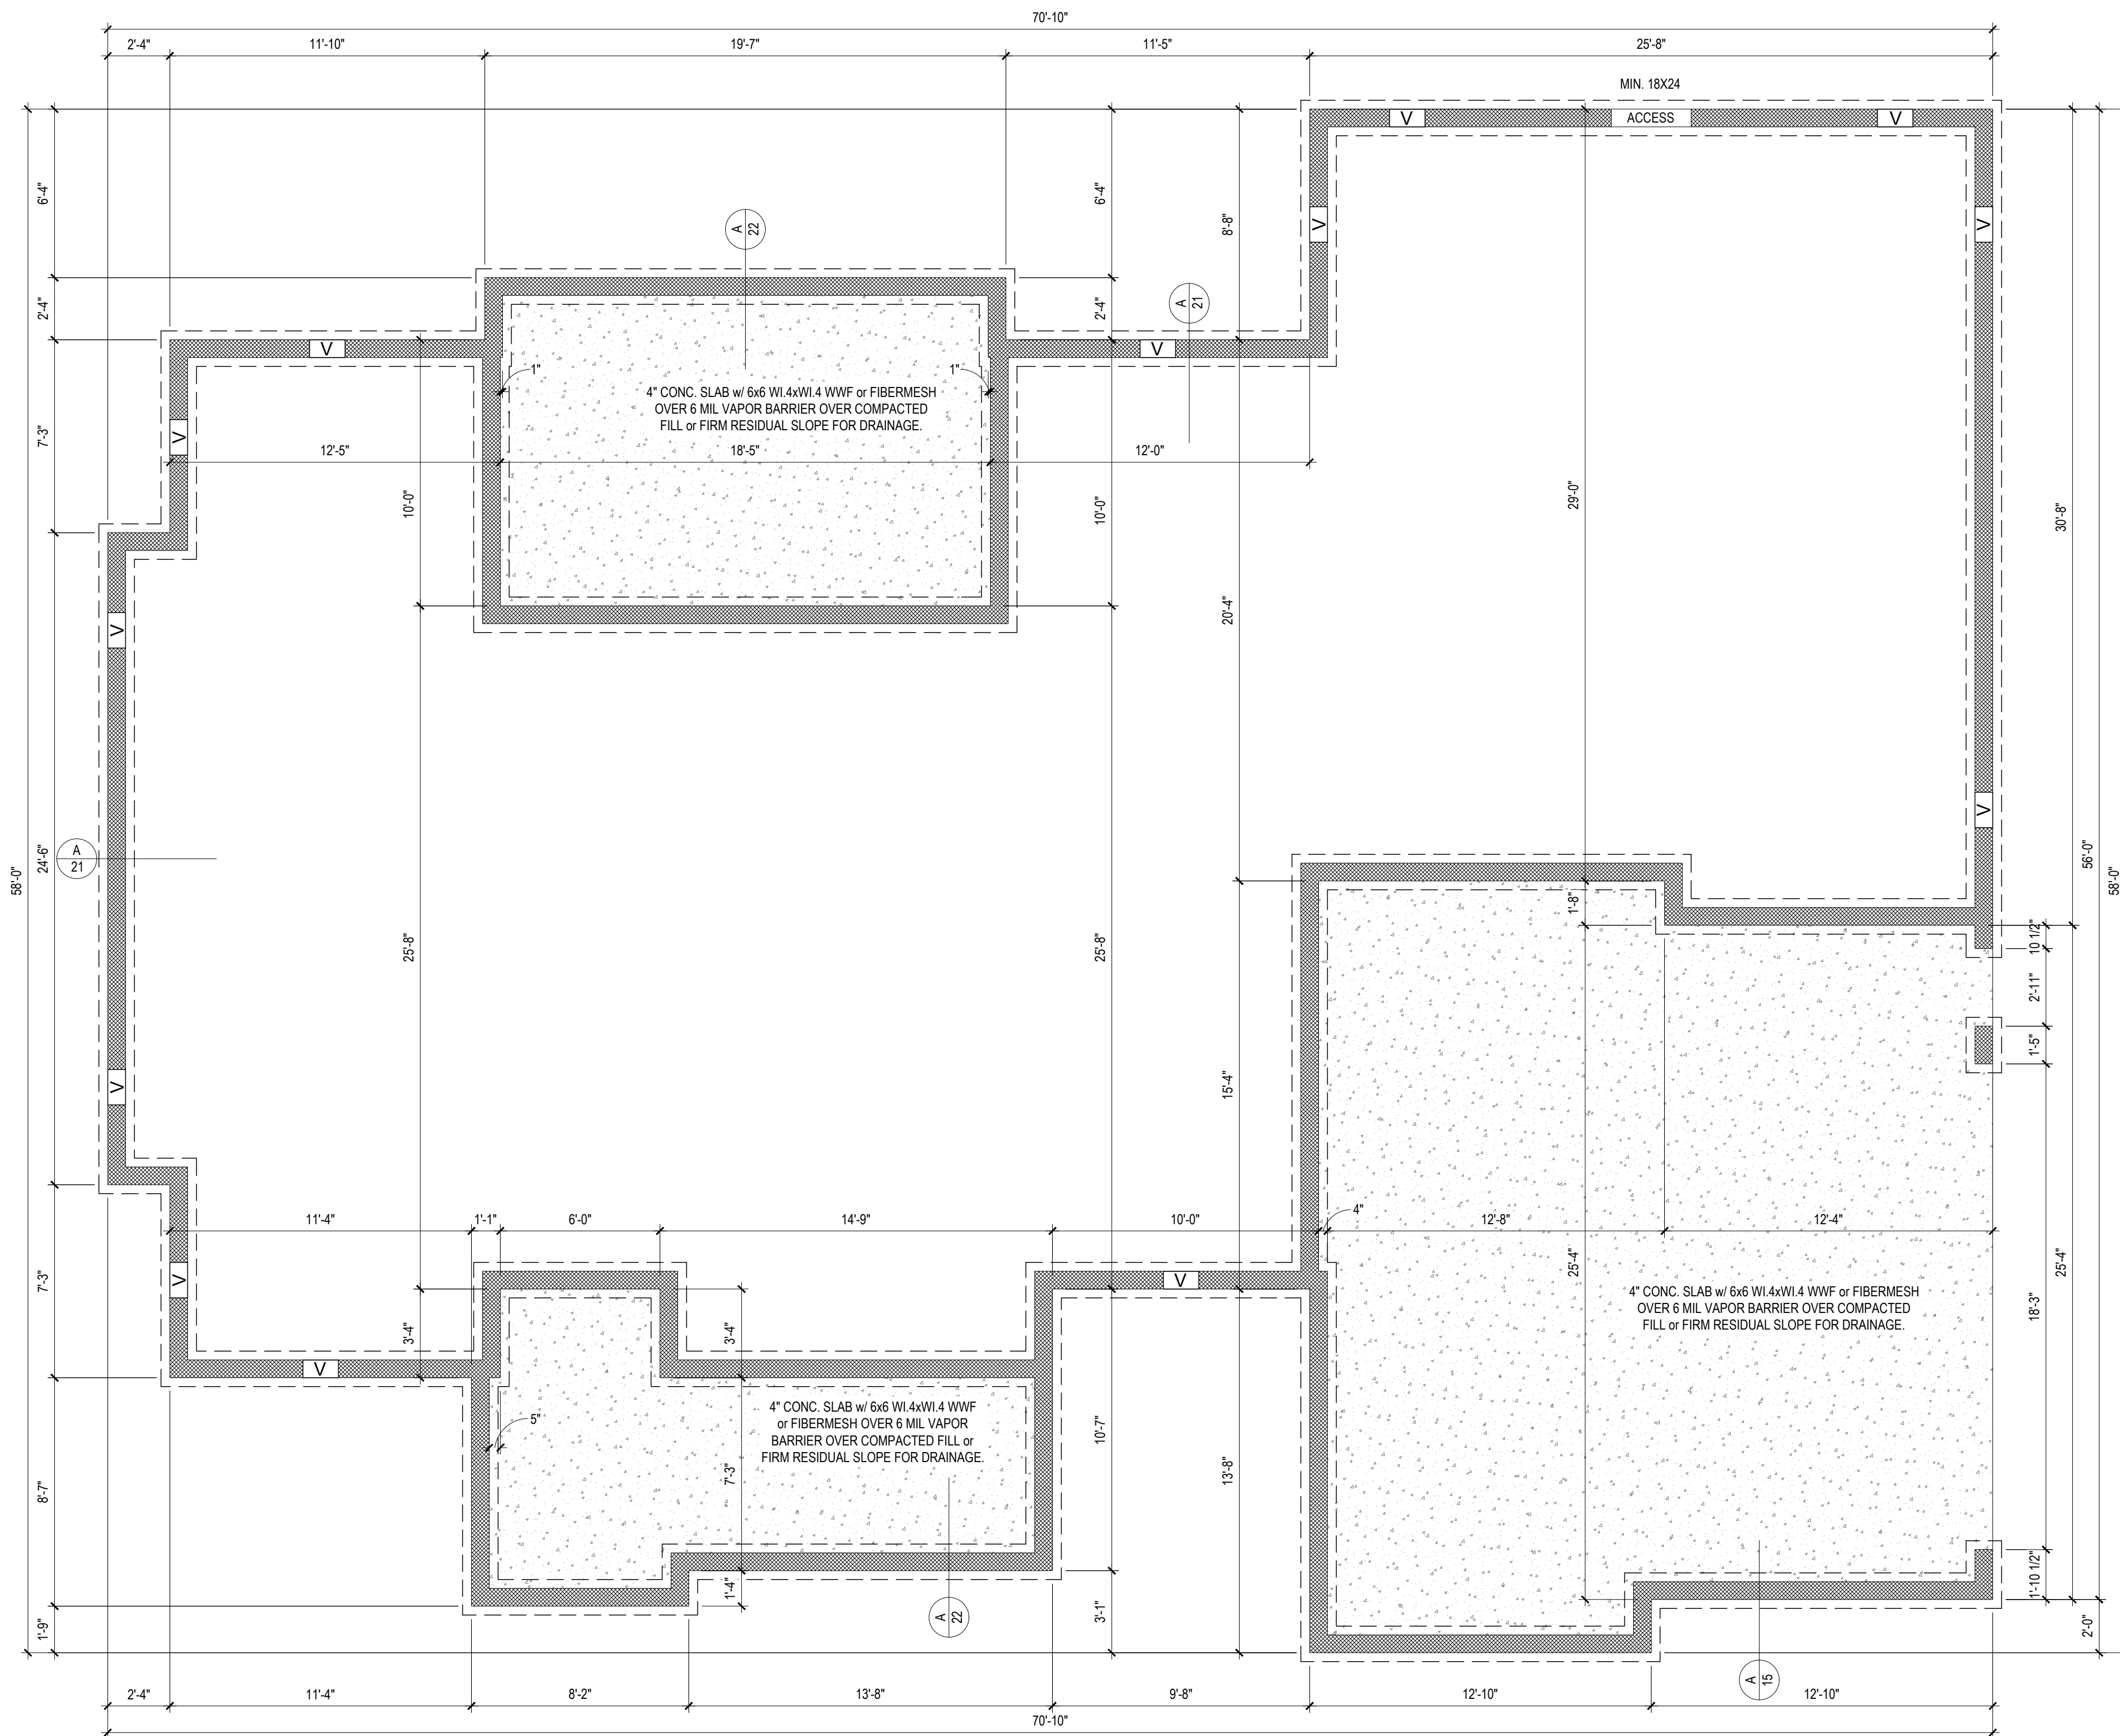 70'-10"
2'-4"
11'-10"
19'-7"
11'-5"
25'-8"
MIN. 18X24
V
ACCESS
V
6'-4"
6'-4"
8'-8"
V
V
A
22
A
21
2'-4"
2'-4"
V
V
1"
1"
4" CONC. SLAB w/ 6x6 WI.4xWI.4 WWF or FIBERMESH
OVER 6 MIL VAPOR BARRIER OVER COMPACTED
FILL or FIRM RESIDUAL SLOPE FOR DRAINAGE.
7'-3"
V
12'-5"
18'-5"
12'-0"
10'-0"
10'-0"
29'-0"
30'-8"
V
20'-4"
V
58'-0"
24'-6"
A
21
56'-0"
58'-0"
1'-8"
25'-8"
25'-8"
10 1/2"
2'-11"
1'-5"
15'-4"
V
11'-4"
1'-1"
6'-0"
14'-9"
10'-0"
4"
12'-8"
12'-4"
7'-3"
V
V
25'-4"
25'-4"
4" CONC. SLAB w/ 6x6 WI.4xWI.4 WWF or FIBERMESH
OVER 6 MIL VAPOR BARRIER OVER COMPACTED
FILL or FIRM RESIDUAL SLOPE FOR DRAINAGE.
18'-3"
3'-4"
3'-4"
V
4" CONC. SLAB w/ 6x6 WI.4xWI.4 WWF
or FIBERMESH OVER 6 MIL VAPOR
BARRIER OVER COMPACTED FILL or
FIRM RESIDUAL SLOPE FOR DRAINAGE.
5"
10'-7"
7'-3"
13'-8"
8'-7"
1'-4"
1'-10 1/2"
A
22
3'-1"
1'-9"
2'-0"
A
15
2'-4"
11'-4"
8'-2"
13'-8"
9'-8"
12'-10"
12'-10"
70'-10"